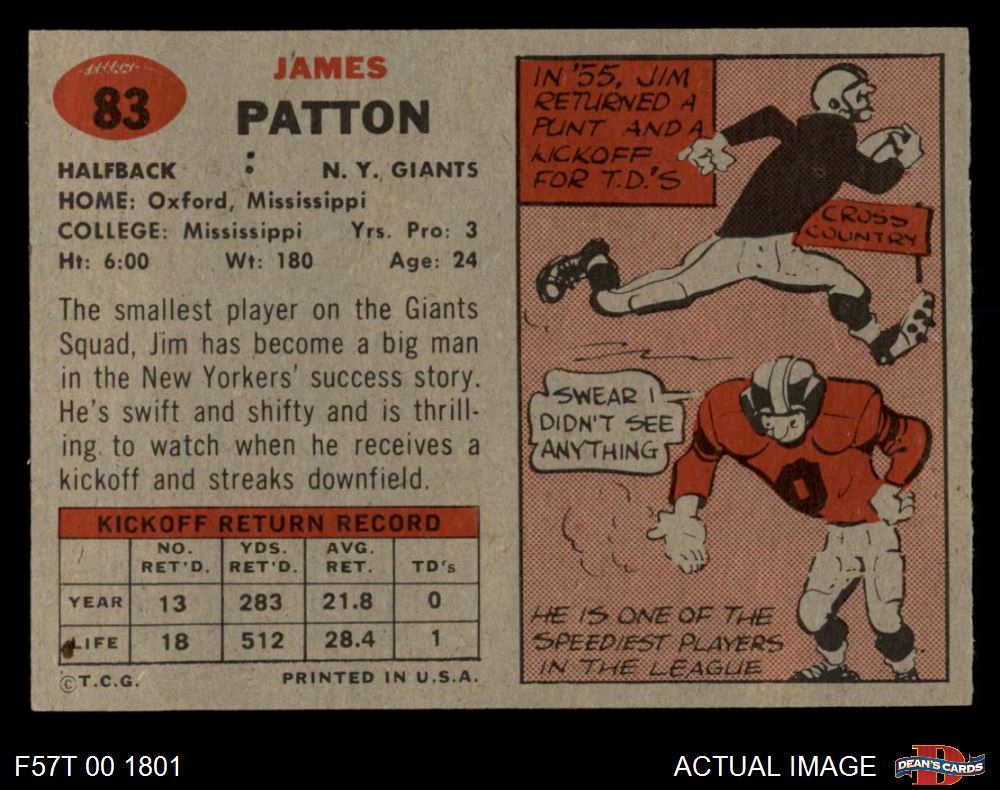 83
JAMES
PATTON
HALFBACK : N. Y. GIANTS
HOME: Oxford, Mississippi
COLLEGE: Mississippi Yrs. Pro: 3
Ht: 6:00 Wt: 180 Age: 24
The smallest player on the Giants
Squad, Jim has become a big man
in the New Yorkers' success story.
He's swift and shifty and is thrill-
ing to watch when he receives a
kickoff and streaks downfield.
KICKOFF RETURN RECORD
NO. RET'D. YDS. RET'D. AVG. RET. TD's
YEAR 13 283 21.8 0
LIFE 18 512 28.4 1
©T.C.G. PRINTED IN U.S.A.
IN '55, JIM
RETURNED A
PUNT AND A
KICKOFF
FOR T.D.'S
CROSS
COUNTRY
SWEAR I
DIDN'T SEE
ANYTHING
0
HE IS ONE OF THE
SPEEDIEST PLAYERS
IN THE LEAGUE
F57T 00 1801
ACTUAL IMAGE
D
DEAN'S CARDS